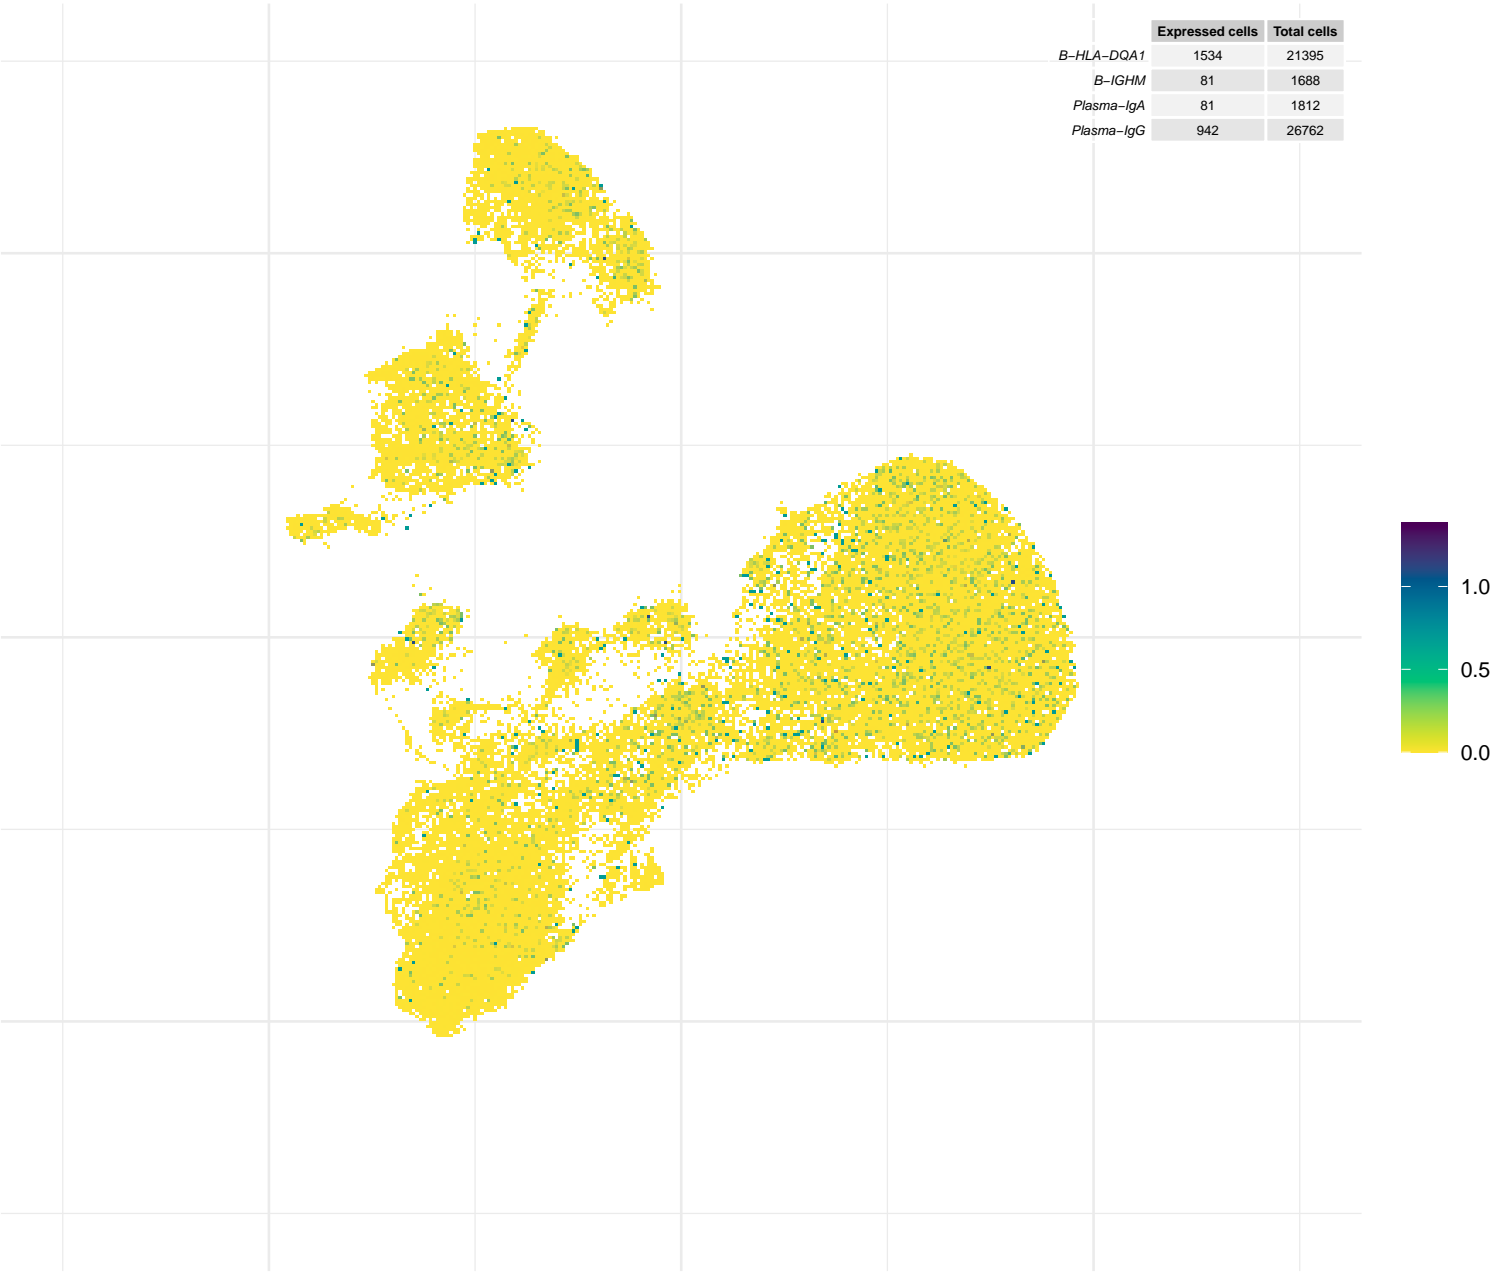 Expressed cells Total cells
B−HLA−DQA1 1534 21395
B−IGHM 81 1688
Plasma−IgA 81 1812
Plasma−IgG 942 26762
1.0
0.5
0.0